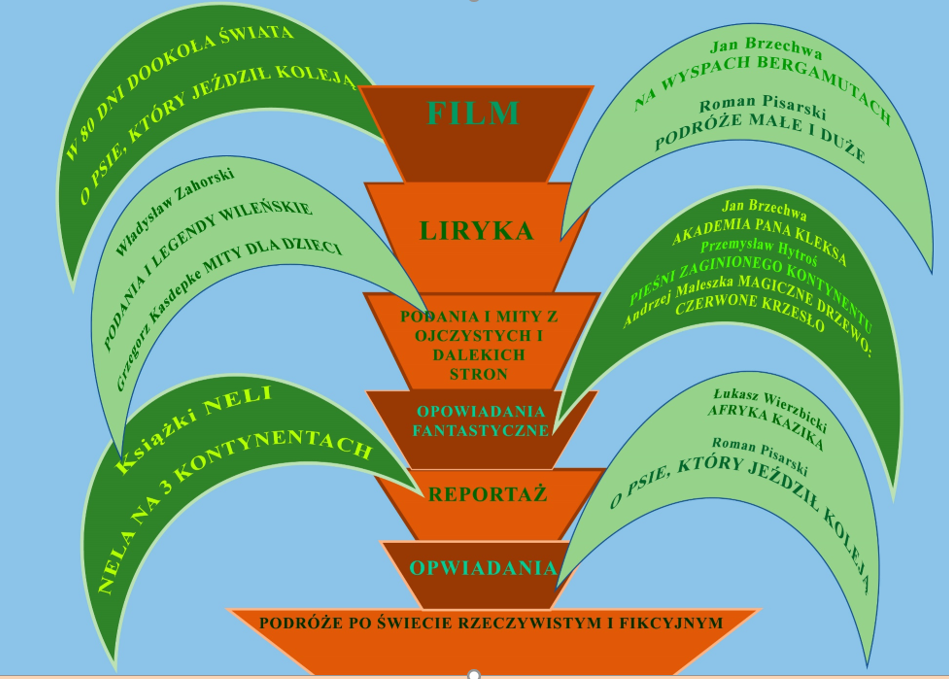 W 80 DNI DOOKOŁA ŚWIATA
O PSIE, KTÓRY JEŹDZIŁ KOLEJĄ
FILM
Jan Brzechwa
NA WYSPACH BERGAMUTACH
Roman Pisarski
PODRÓŻE MAŁE I DUŻE
Władysław Zahorski
PODANIA I LEGENDY WILEŃSKIE
Grzegorz Kasdepke MITY DLA DZIECI
LIRYKA
Jan Brzechwa
AKADEMIA PANA KLEKSA
Przemysław Hytroś
PIEŚNI ZAGINIONEGO KONTYNENTU
Andrzej Maleszka MAGICZNE DRZEWO:
CZERWONE KRZESŁO
PODANIA I MITY Z
OJCZYSTYCH I
DALEKICH
STRON
OPOWIADANIA
FANTASTYCZNE
Książki NELI
NELA NA 3 KONTYNENTACH
REPORTAŻ
Łukasz Wierzbicki
AFRYKA KAZIKA
Roman Pisarski
O PSIE, KTÓRY JEŹDZIŁ KOLEJĄ
OPWIADANIA
PODRÓŻE PO ŚWIECIE RZECZYWISTYM I FIKCYJNYM